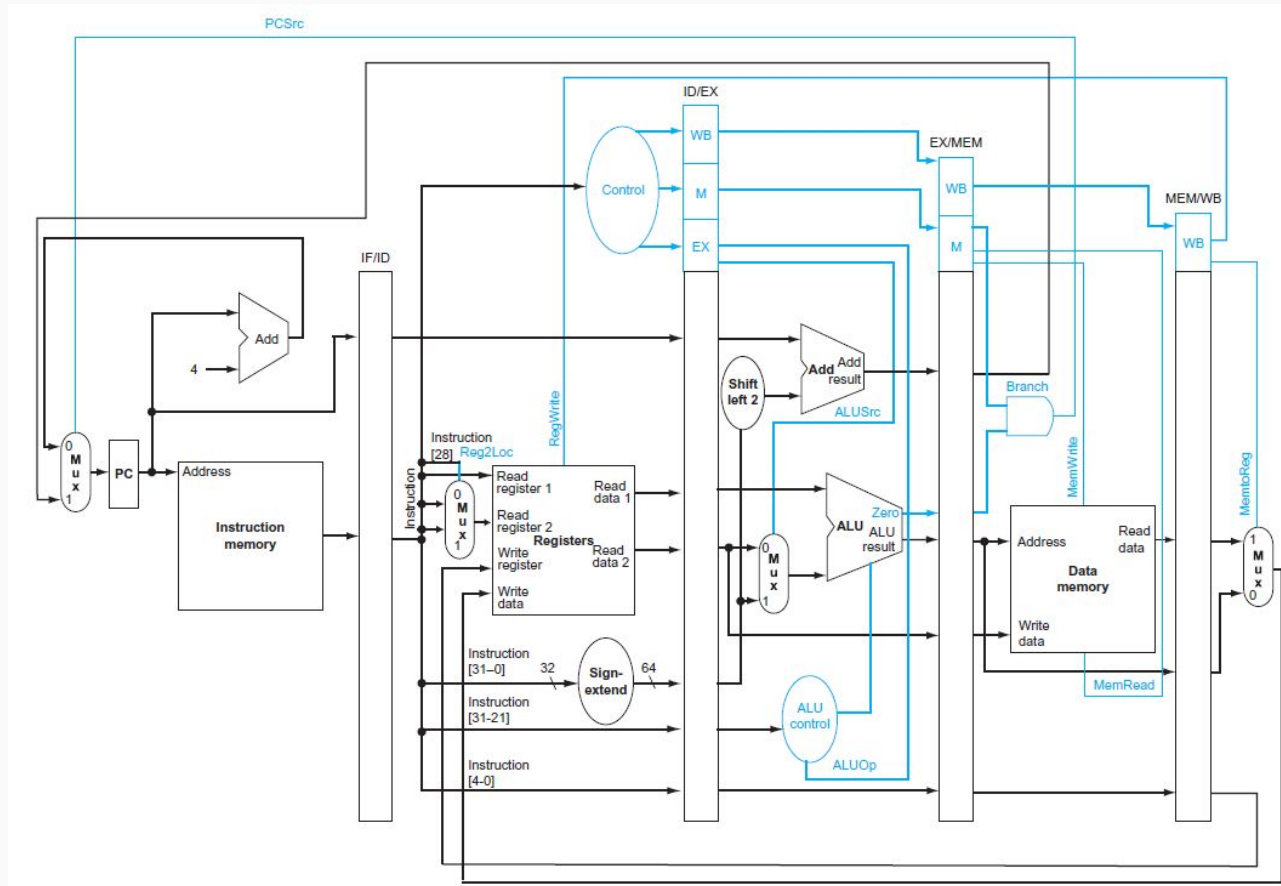 PCSrc
ID/EX
WB
EX/MEM
Control
M
WB
MEM/WB
EX
M
WB
IF/ID
Add
4
Add
Add
result
Shift
left 2
Branch
ALUSrc
RegWrite
MemWrite
MemtoReg
0
M
u
x
1
PC
Address
Instruction
memory
Instruction
[28]
Reg2Loc
Instruction
0
M
u
x
1
Read
register 1
Read
register 2
Write
register
Write
data
Registers
Read
data 1
Read
data 2
0
M
u
x
1
ALU
Zero
ALU
result
Address
Read
data
Data
memory
Write
data
1
M
u
x
0
MemRead
Instruction
[31–0]
32
Sign-
extend
64
Instruction
[31-21]
ALU
control
Instruction
[4-0]
ALUOp